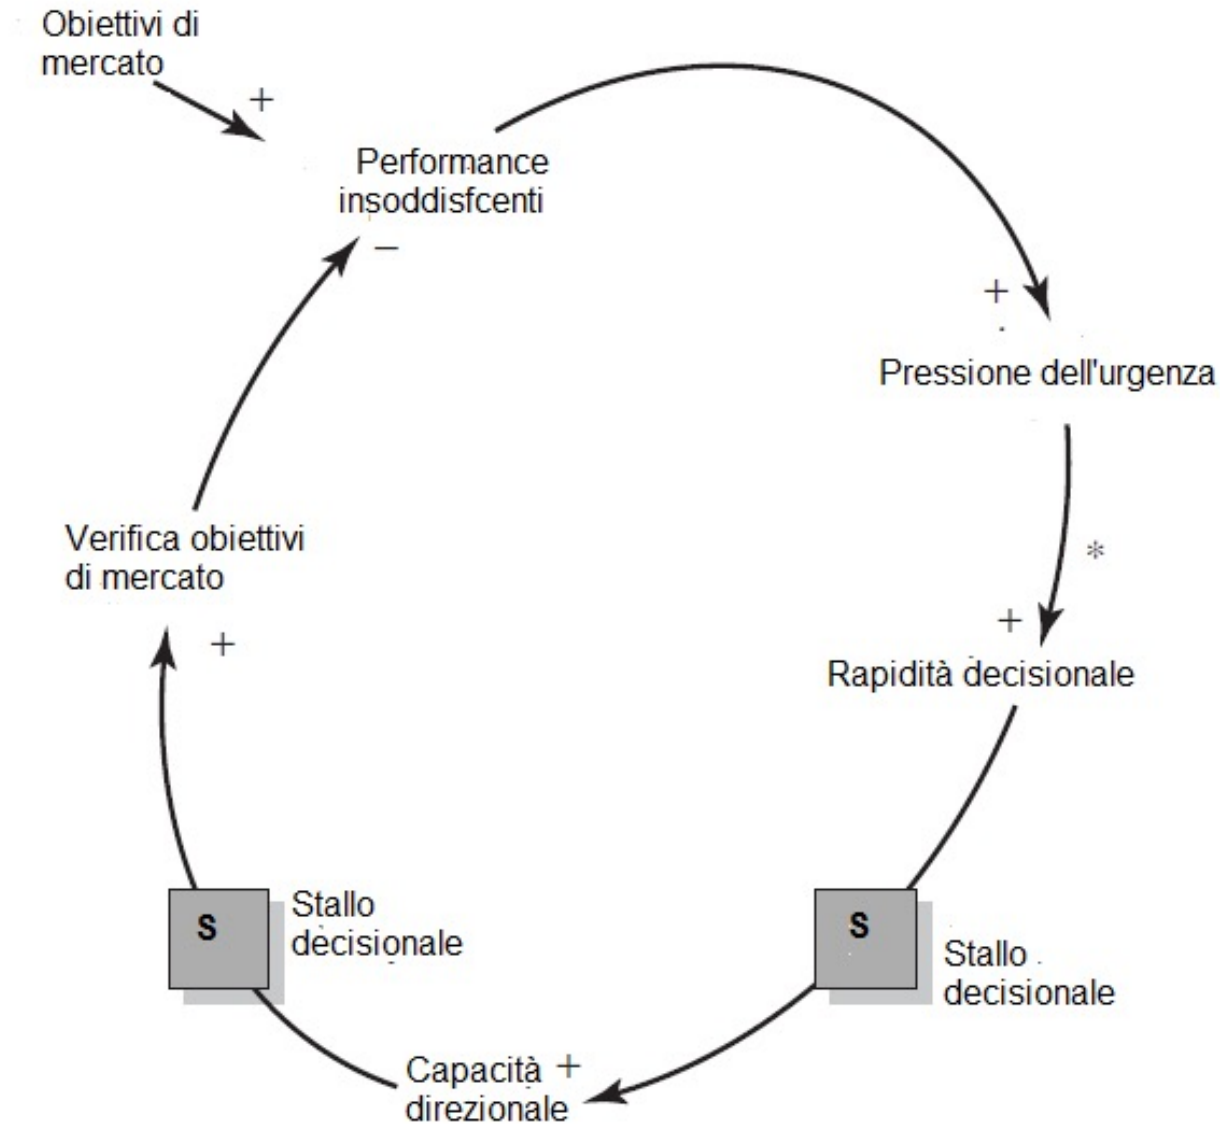 Obiettivi di
mercato
+
Performance
insoddisfcenti
−
+
Pressione dell'urgenza
*
+
Rapidità decisionale
Verifica obiettivi
di mercato
+
S
Stallo
decisionale
S
Stallo
decisionale
Capacità +
direzionale